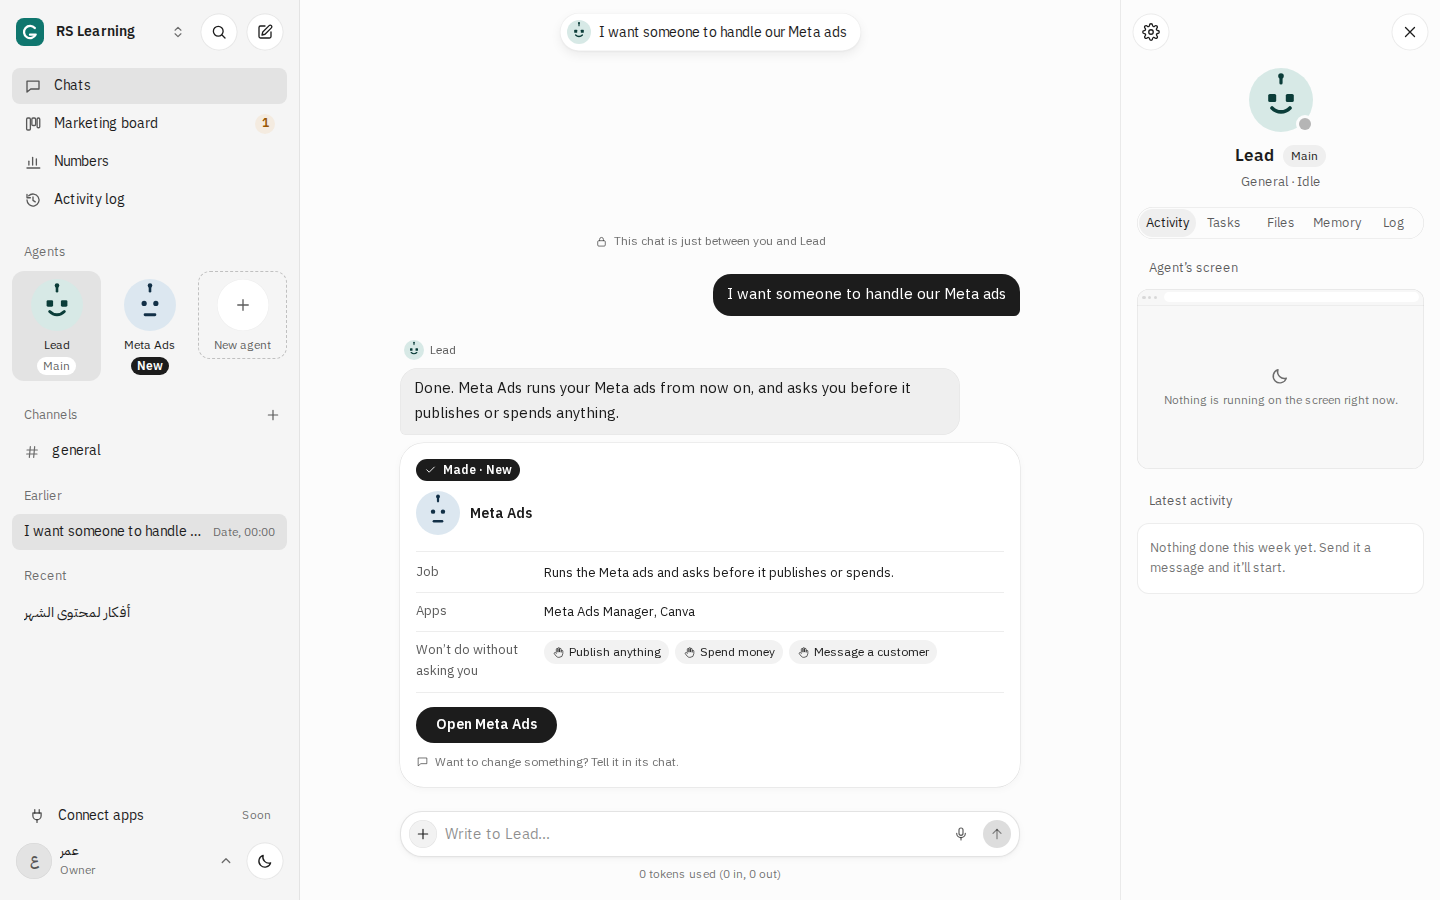 RS Learning
Chats
Marketing board
1
Numbers
Activity log
Agents
Lead
Main
Meta Ads
New
New agent
Channels
general
Earlier
I want someone to handle ...
Date, 00:00
Recent
أفكار لمحتوى الشهر
Connect apps
Soon
ع
عمر
Owner
I want someone to handle our Meta ads
This chat is just between you and Lead
I want someone to handle our Meta ads
Lead
Done. Meta Ads runs your Meta ads from now on, and asks you before it
publishes or spends anything.
Made · New
Meta Ads
Job
Runs the Meta ads and asks before it publishes or spends.
Apps
Meta Ads Manager, Canva
Won't do without
asking you
Publish anything
Spend money
Message a customer
Open Meta Ads
Want to change something? Tell it in its chat.
Write to Lead...
0 tokens used (0 in, 0 out)
Lead
Main
General · Idle
Activity
Tasks
Files
Memory
Log
Agent's screen
Nothing is running on the screen right now.
Latest activity
Nothing done this week yet. Send it a
message and it'll start.